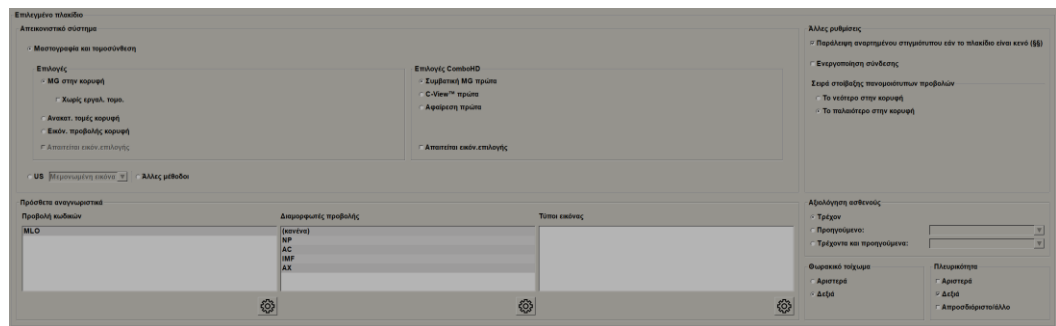 Επιλεγμένο πλακίδιο
Απεικονιστικό σύστημα
Μαστογραφία και τομοσύνθεση
Επιλογές
MG στην κορυφή
Χωρίς εργαλ. τομο.
Ανακατ. τομές κορυφή
Εικόν. προβολής κορυφή
Απαιτείται εικόν.επιλογής
Επιλογές ComboHD
Συμβατική MG πρώτα
C-View™ πρώτα
Αφαίρεση πρώτα
Απαιτείται εικόν.επιλογής
US Μεμονωμένη εικόνα Άλλες μέθοδοι
Άλλες ρυθμίσεις
Παράλειψη αναρτημένου στιγμιότυπου εάν το πλακίδιο είναι κενό (§§)
Ενεργοποίηση σύνδεσης
Σειρά στοίβαξης πανομοιότυπων προβολών
Το νεότερο στην κορυφή
Το παλαιότερο στην κορυφή
Πρόσθετα αναγνωριστικά
Προβολή κωδικών
MLO
Διαμορφωτές προβολής
(κανένα)
NP
AC
IMF
AX
Τύποι εικόνας
Αξιολόγηση ασθενούς
Τρέχον
Προηγούμενο:
Τρέχοντα και προηγούμενα:
Θωρακικό τοίχωμα
Αριστερά
Δεξιά
Πλευρικότητα
Αριστερά
Δεξιά
Απροσδιόριστο/άλλο